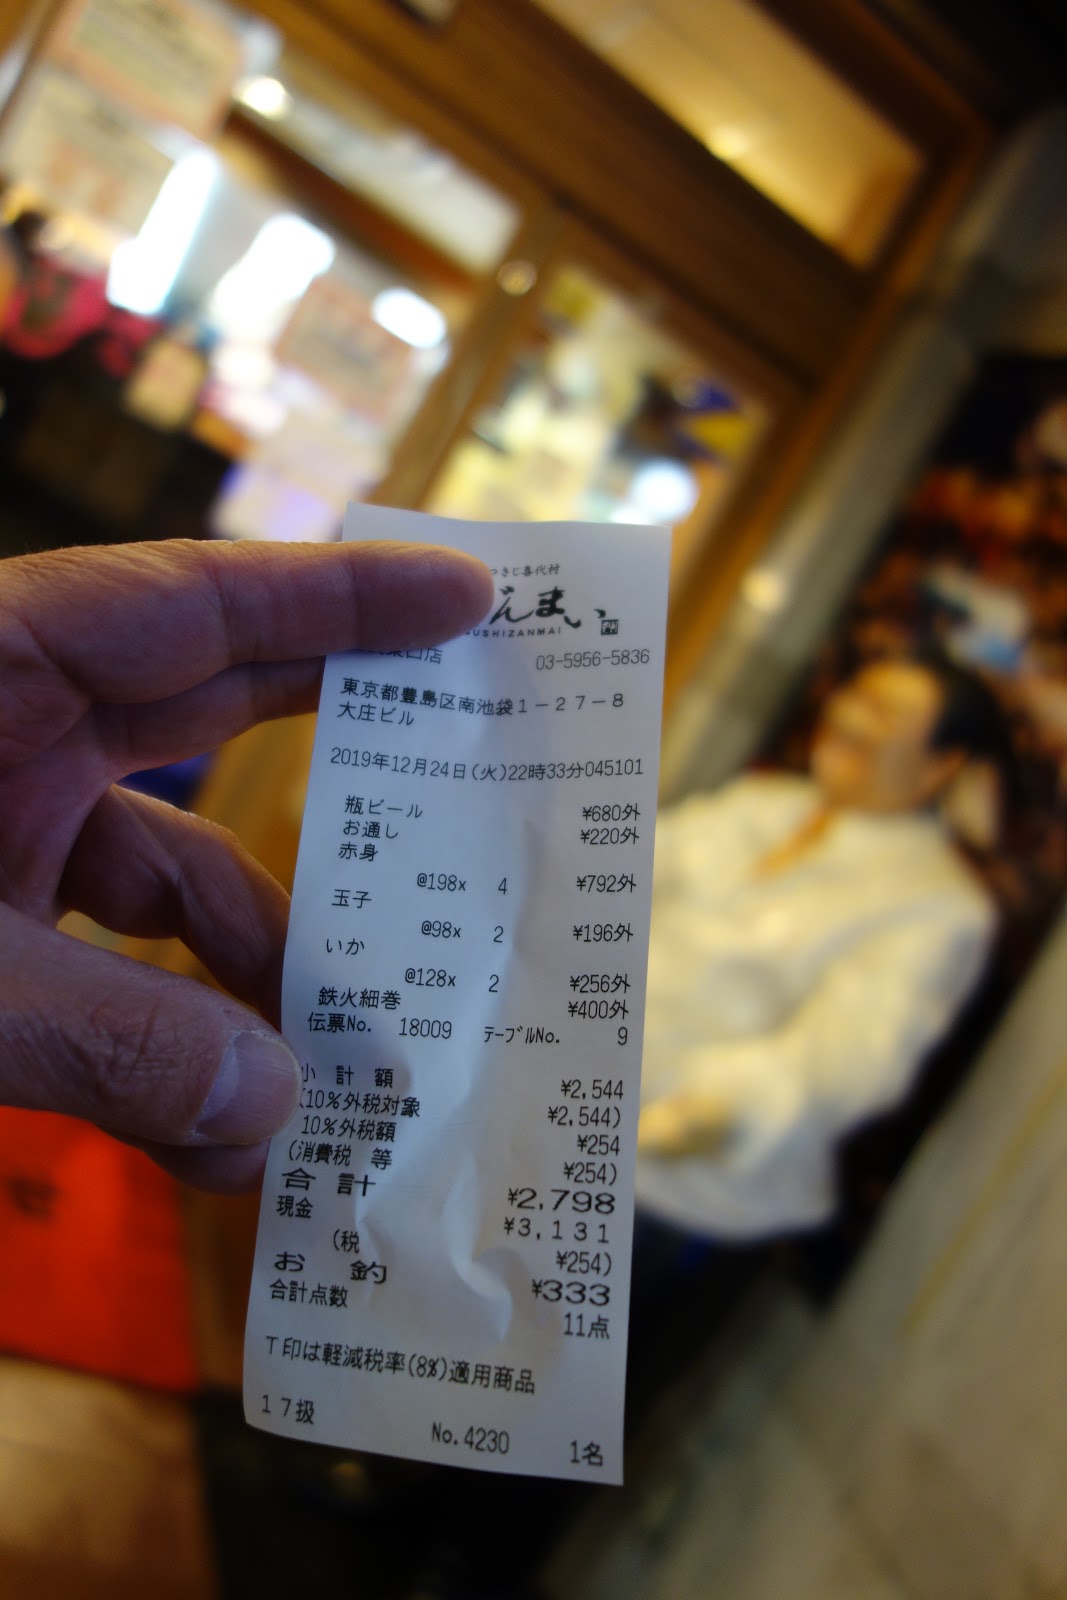 つきじ喜代村
ざんまい
SUSHIZANMAI
東口店 03-5956-5836
東京都豊島区南池袋1-27-8
大庄ビル
2019年12月24日(火)22時33分045101
瓶ビール ¥680外
お通し ¥220外
赤身
@198× 4 ¥792外
玉子
@98× 2 ¥196外
いか
@128× 2 ¥256外
鉄火細巻 ¥400外
伝票No. 18009 テーブルNo. 9
小計額 ¥2,544
(10%外税対象 ¥2,544)
10%外税額 ¥254
(消費税 等 ¥254)
合計 ¥2,798
現金 ¥3,131
(税 ¥254)
お釣 ¥333
合計点数 11点
T印は軽減税率(8%)適用商品
17扱 No.4230 1名